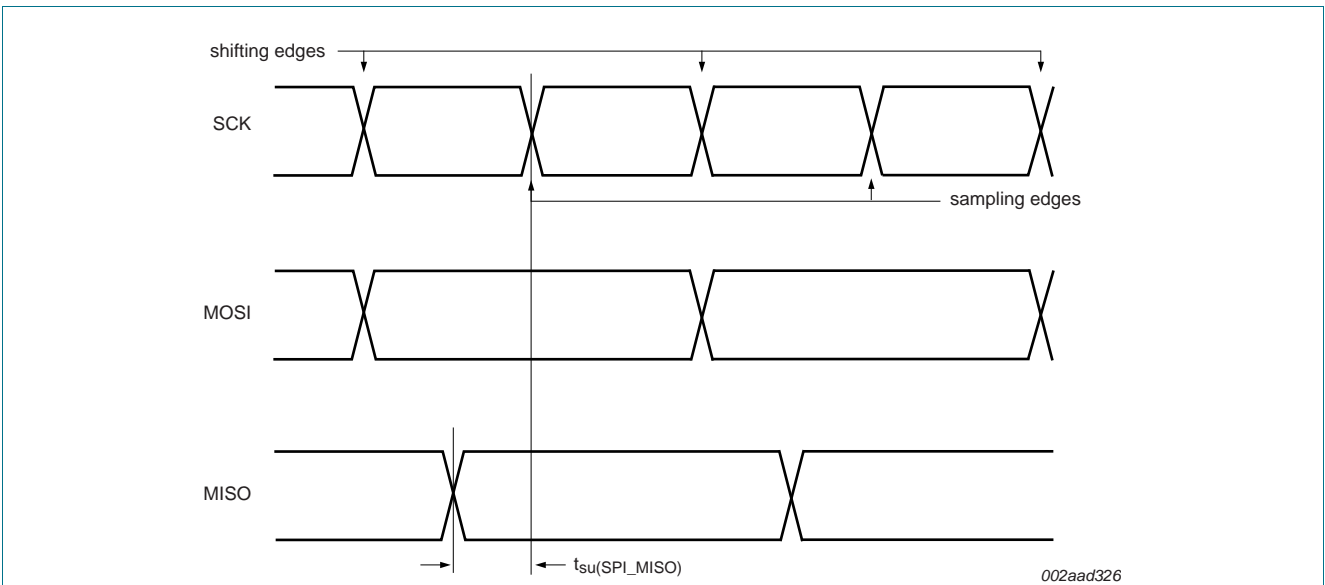 shifting edges
SCK
sampling edges
MOSI
MISO
tsu(SPI_MISO)
002aad326